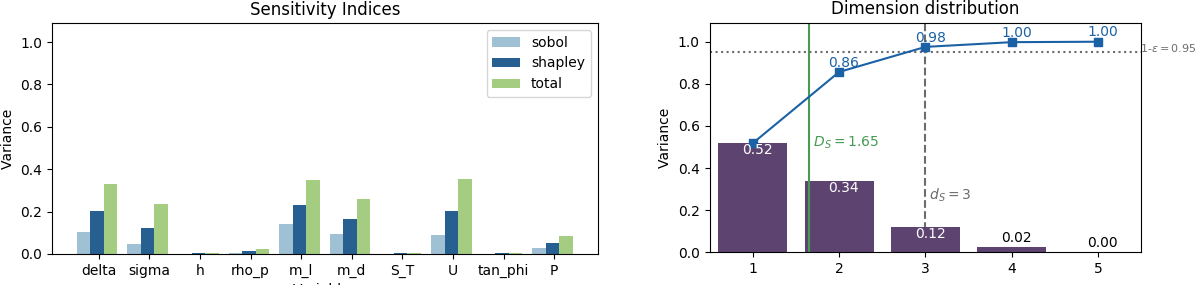 Sensitivity Indices
Variance
1.0
0.8
0.6
0.4
0.2
0.0
sobol
shapley
total
delta sigma h rho_p m_l m_d S_T U tan_phi P
Dimension distribution
Variance
1.0
0.8
0.6
0.4
0.2
0.0
0.86
0.98
1.00
1.00
1-ε = 0.95
D_S = 1.65
d_S = 3
0.52
0.34
0.12
0.02
0.00
1 2 3 4 5